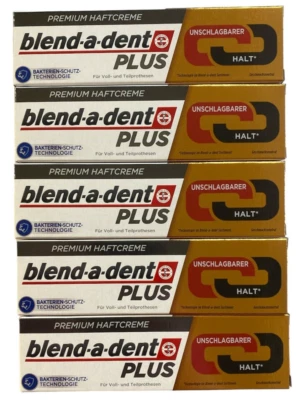 PREMIUM HAFTCREME
blend-a-dent
PLUS
Für Voll- und Teilprothesen
BAKTERIEN-SCHUTZ-
TECHNOLOGIE
UNSCHLAGBARER
HALT*
PREMIUM HAFTCREME
blend-a-dent
PLUS
Für Voll- und Teilprothesen
BAKTERIEN-SCHUTZ-
TECHNOLOGIE
UNSCHLAGBARER
HALT*
PREMIUM HAFTCREME
blend-a-dent
PLUS
Für Voll- und Teilprothesen
BAKTERIEN-SCHUTZ-
TECHNOLOGIE
UNSCHLAGBARER
HALT*
PREMIUM HAFTCREME
blend-a-dent
PLUS
Für Voll- und Teilprothesen
BAKTERIEN-SCHUTZ-
TECHNOLOGIE
UNSCHLAGBARER
HALT*
PREMIUM HAFTCREME
blend-a-dent
PLUS
Für Voll- und Teilprothesen
BAKTERIEN-SCHUTZ-
TECHNOLOGIE
UNSCHLAGBARER
HALT*